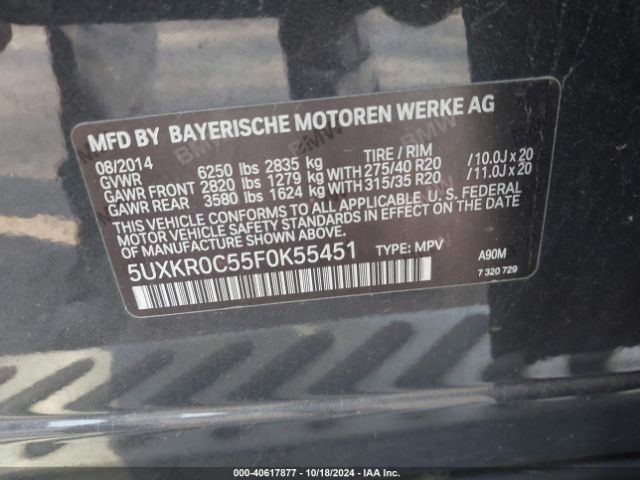 MFD BY BAYERISCHE MOTOREN WERKE AG
08/2014 TIRE / RIM
GVWR 6250 lbs 2835 kg
GAWR FRONT 2820 lbs 1279 kg WITH 275/40 R20 /10.0J x 20
GAWR REAR 3580 lbs 1624 kg WITH 315/35 R20 /11.0J x 20
THIS VEHICLE CONFORMS TO ALL APPLICABLE U.S. FEDERAL
MOTOR VEHICLE SAFETY STANDARDS IN EFFECT ON
THE DATE OF MANUFACTURE SHOWN ABOVE.
5UXKR0C55F0K55451 TYPE: MPV A90M
7 320 729
000-40617877 - 10/18/2024 - IAA Inc.